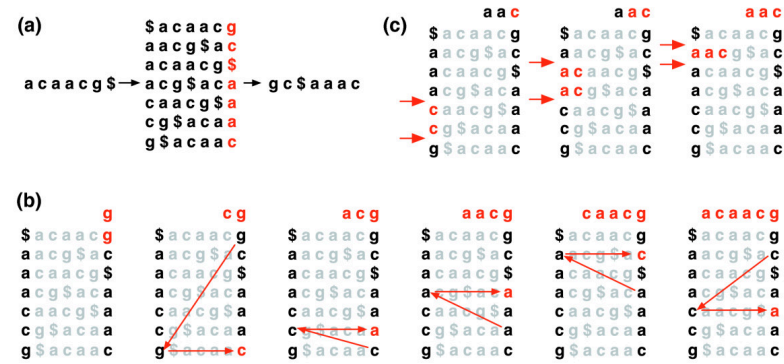 (a)
$acaacg
aacg$ac
acaacg$
acaacg$ acg$aca gc$aaac
caacg$a
cg$acaa
g$acaac
(c)
aac aac aac
$acaacg $acaacg $acaacg
aacg$ac aacg$ac aacg$ac
acaacg$ acaacg$ acaacg$
acg$aca acg$aca acg$aca
caacg$a caacg$a caacg$a
cg$acaa cg$acaa cg$acaa
g$acaac g$acaac g$acaac
(b)
g cg acg aacg caacg acaacg
$acaacg $acaacg $acaacg $acaacg $acaacg $acaacg
aacg$ac aacg$ac aacg$ac aacg$ac aacg$ac aacg$ac
acaacg$ acaacg$ acaacg$ acaacg$ acaacg$ acaacg$
acg$aca acg$aca acg$aca acg$aca acg$aca acg$aca
caacg$a caacg$a caacg$a caacg$a caacg$a caacg$a
cg$acaa cg$acaa cg$acaa cg$acaa cg$acaa cg$acaa
g$acaac g$acaac g$acaac g$acaac g$acaac g$acaac